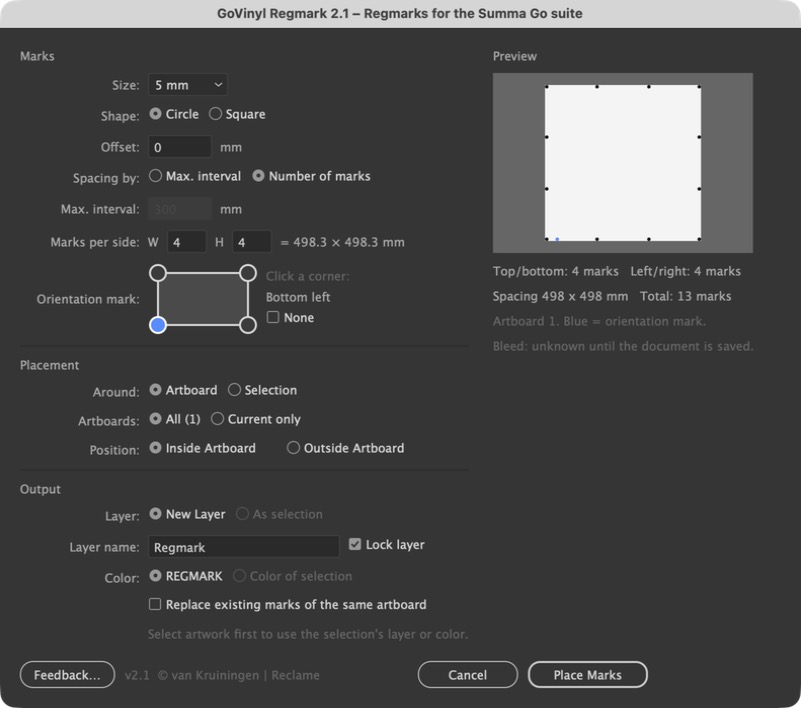 GoVinyl Regmark 2.1 – Regmarks for the Summa Go suite
Marks
Size: 5 mm
Shape: Circle Square
Offset: 0 mm
Spacing by: Max. interval Number of marks
Max. interval: 300 mm
Marks per side: W 4 H 4 = 498.3 × 498.3 mm
Orientation mark:
Click a corner:
Bottom left
None
Placement
Around: Artboard Selection
Artboards: All (1) Current only
Position: Inside Artboard Outside Artboard
Output
Layer: New Layer As selection
Layer name: Regmark Lock layer
Color: REGMARK Color of selection
Replace existing marks of the same artboard
Select artwork first to use the selection's layer or color.
Preview
Top/bottom: 4 marks Left/right: 4 marks
Spacing 498 x 498 mm Total: 13 marks
Artboard 1. Blue = orientation mark.
Bleed: unknown until the document is saved.
Feedback... v2.1 © van Kruiningen | Reclame Cancel Place Marks